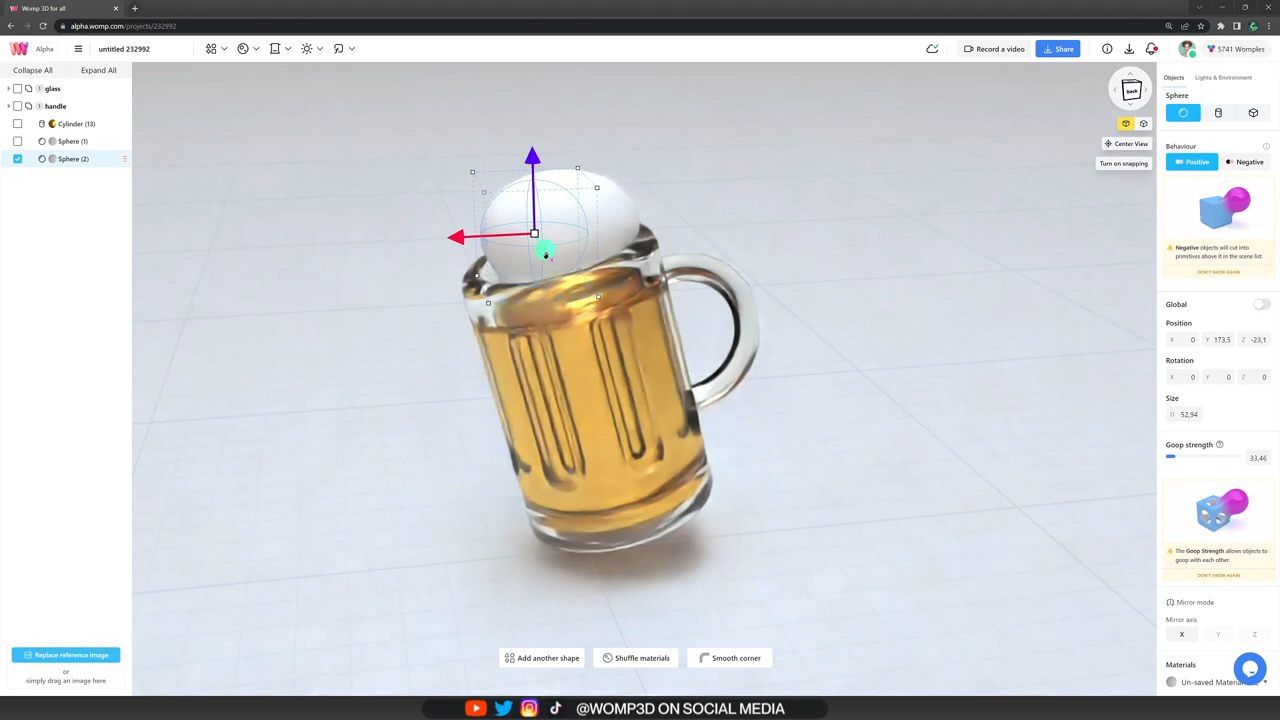 Womp 3D for all
alpha.womp.com/projects/232992
Alpha
untitled 232992
Record a video
Share
5741 Womples
Collapse All
Expand All
glass
handle
Cylinder (13)
Sphere (1)
Sphere (2)
back
Center View
Turn on snapping
Objects
Lights & Environment
Sphere
Behaviour
Positive
Negative
Negative objects will cut into
primitives above it in the scene list
DON'T SHOW AGAIN
Global
Position
X 0 Y 173,5 Z -23,1
Rotation
X 0 Y 0 Z 0
Size
D 52,94
Goop strength
33,46
The Goop Strength allows objects to
goop with each other.
DON'T SHOW AGAIN
Mirror mode
Mirror axis
X Y Z
Materials
Un-saved Material
Replace reference image
or
simply drag an image here
Add another shape
Shuffle materials
Smooth corner
@WOMP3D ON SOCIAL MEDIA